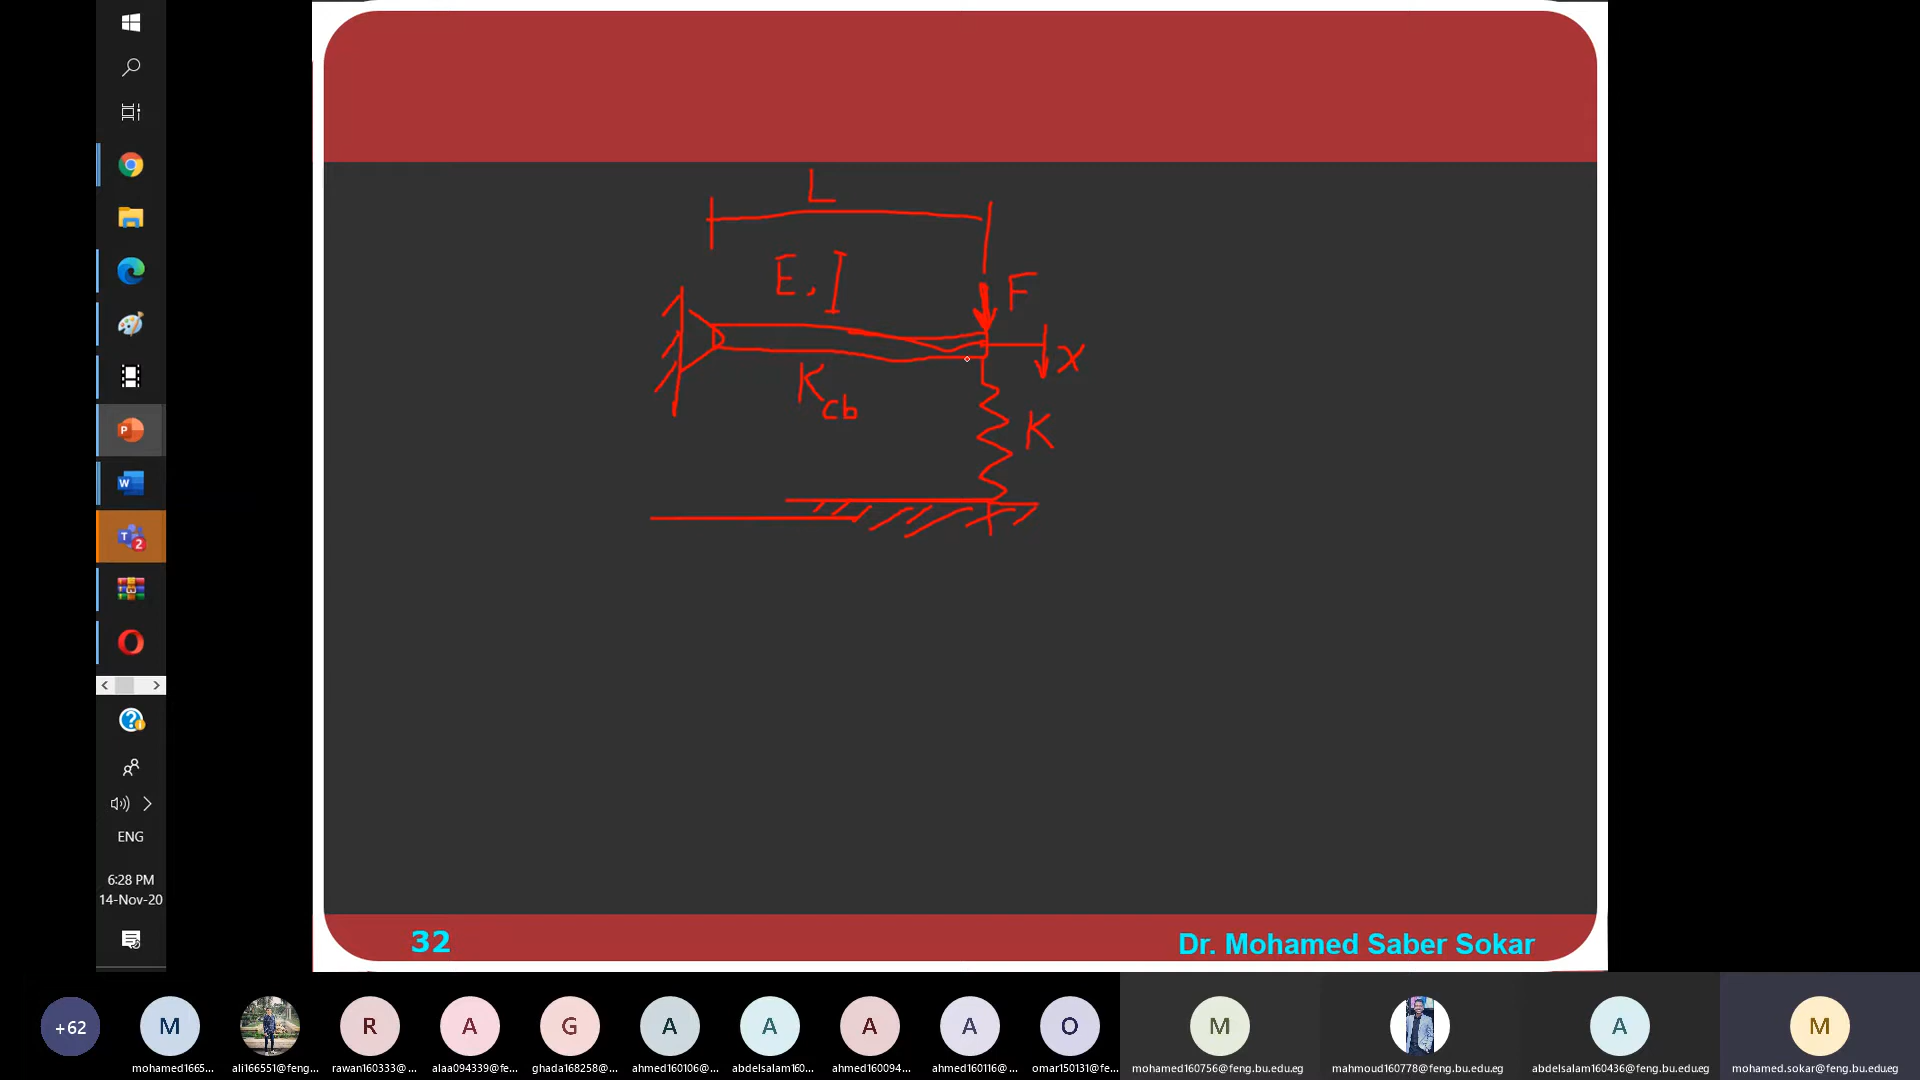 L
E, I
F
x
K
cb
K
32
Dr. Mohamed Saber Sokar
P
W
T
2
ENG
6:28 PM
14-Nov-20
+62
M
R
A
G
A
A
A
A
O
M
A
M
mohamed1665...
ali166551@feng...
rawan160333@...
alaa094339@fe...
ghada168258@...
ahmed160106@...
abdelsalam160...
ahmed160094...
ahmed160116@...
omar150131@fe...
mohamed160756@feng.bu.edu.eg
mahmoud160778@feng.bu.edu.eg
abdelsalam160436@feng.bu.edu.eg
mohamed.sokar@feng.bu.edu.eg